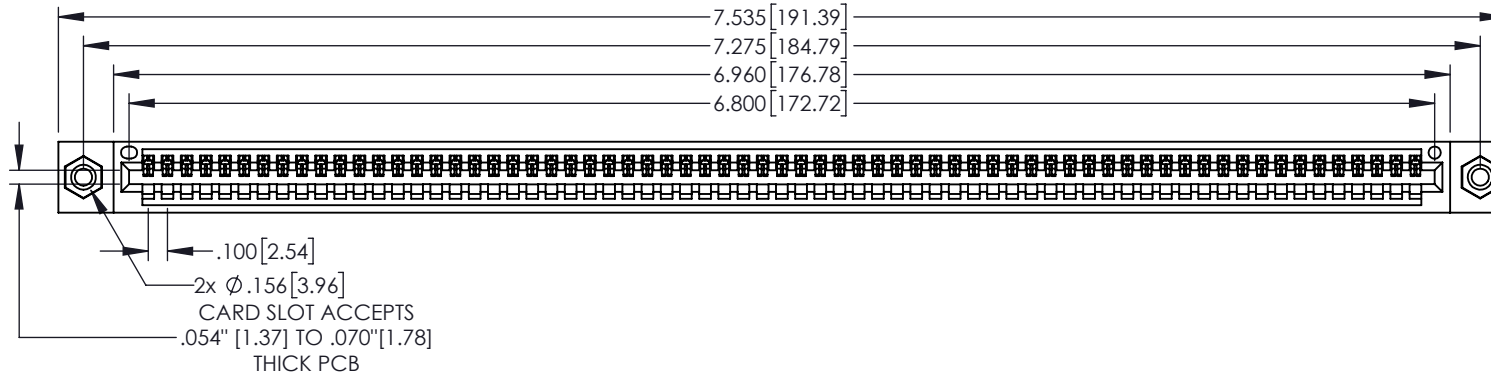 7.535[191.39]
7.275[184.79]
6.960[176.78]
6.800[172.72]
.100[2.54]
2x Ø.156[3.96]
CARD SLOT ACCEPTS
.054" [1.37] TO .070"[1.78]
THICK PCB